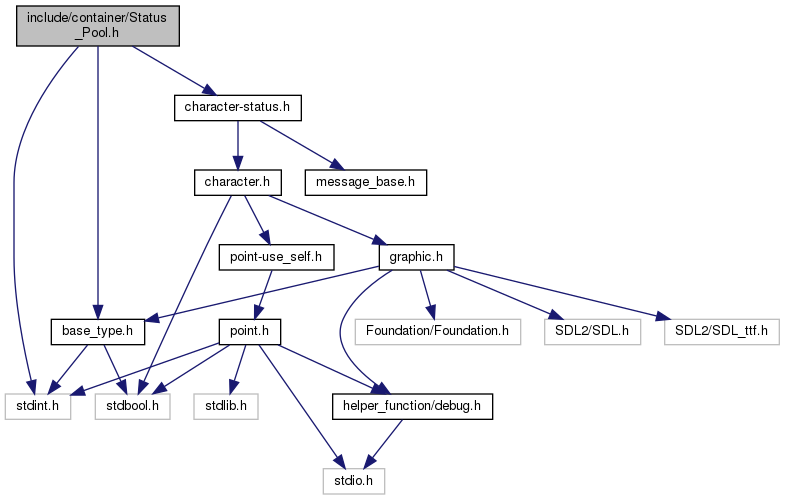 include/container/Status
_Pool.h
character-status.h
character.h
message_base.h
point-use_self.h
graphic.h
base_type.h
point.h
Foundation/Foundation.h
SDL2/SDL.h
SDL2/SDL_ttf.h
stdint.h
stdbool.h
stdlib.h
helper_function/debug.h
stdio.h